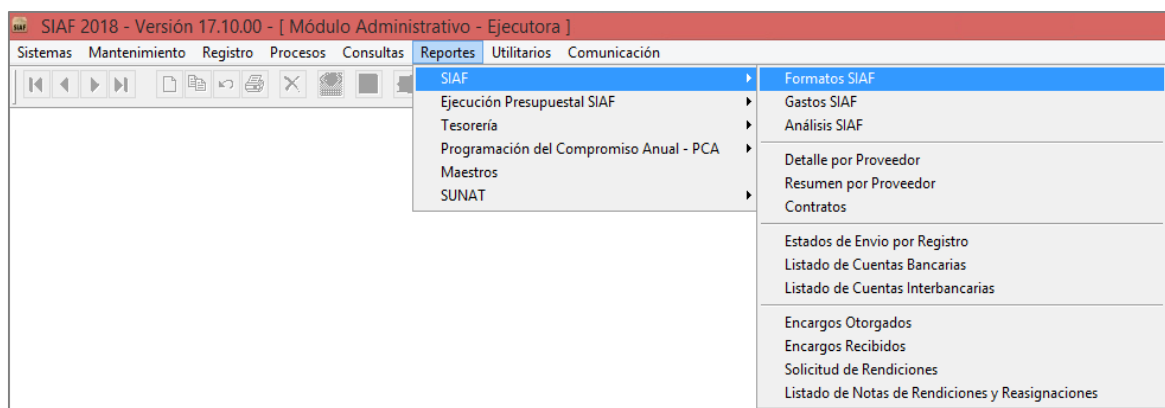 SIAF 2018 - Versión 17.10.00 - [ Módulo Administrativo - Ejecutora ]
Sistemas Mantenimiento Registro Procesos Consultas Reportes Utilitarios Comunicación
SIAF
Ejecución Presupuestal SIAF
Tesorería
Programación del Compromiso Anual - PCA
Maestros
SUNAT
Formatos SIAF
Gastos SIAF
Análisis SIAF
Detalle por Proveedor
Resumen por Proveedor
Contratos
Estados de Envio por Registro
Listado de Cuentas Bancarias
Listado de Cuentas Interbancarias
Encargos Otorgados
Encargos Recibidos
Solicitud de Rendiciones
Listado de Notas de Rendiciones y Reasignaciones